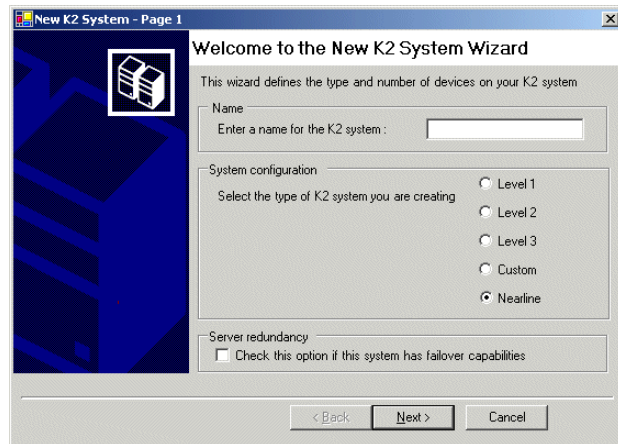 New K2 System - Page 1
Welcome to the New K2 System Wizard
This wizard defines the type and number of devices on your K2 system
Name
Enter a name for the K2 system :
System configuration
Select the type of K2 system you are creating
Level 1
Level 2
Level 3
Custom
Nearline
Server redundancy
Check this option if this system has failover capabilities
< Back
Next >
Cancel